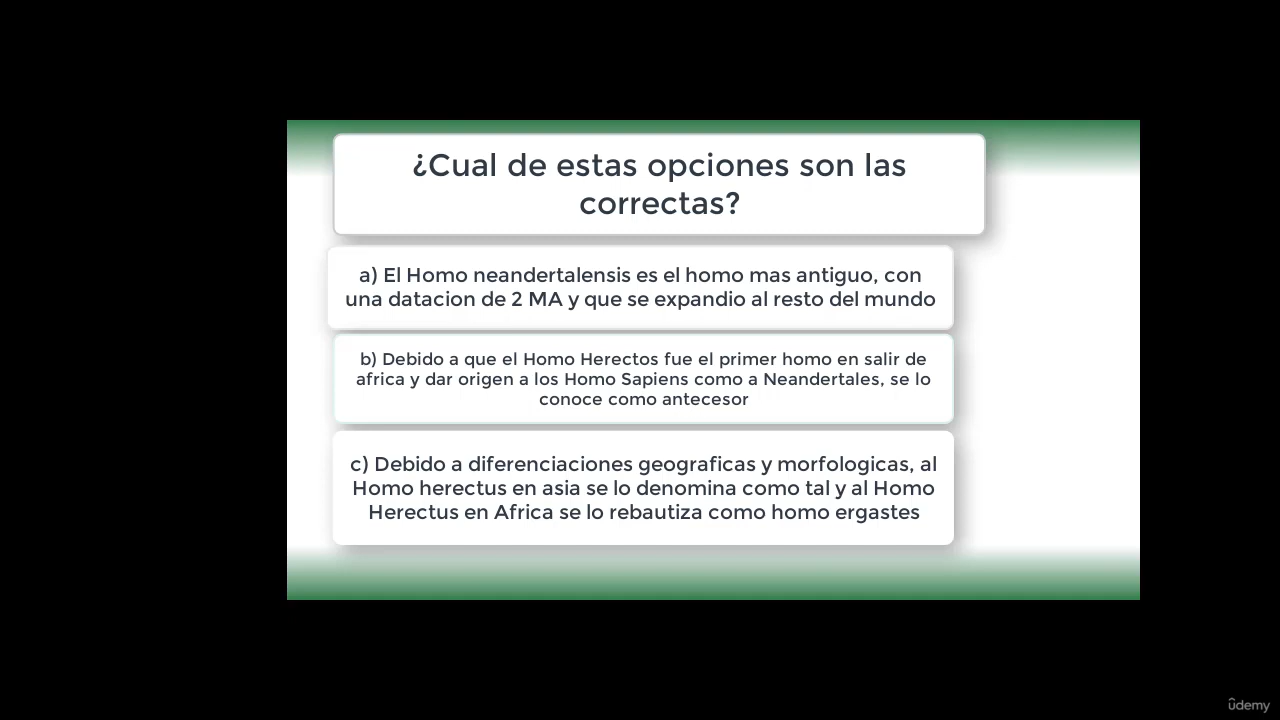 ¿Cual de estas opciones son las
correctas?
a) El Homo neandertalensis es el homo mas antiguo, con
una datacion de 2 MA y que se expandio al resto del mundo
b) Debido a que el Homo Herectos fue el primer homo en salir de
africa y dar origen a los Homo Sapiens como a Neandertales, se lo
conoce como antecesor
c) Debido a diferenciaciones geograficas y morfologicas, al
Homo herectus en asia se lo denomina como tal y al Homo
Herectus en Africa se lo rebautiza como homo ergastes
ûdemy